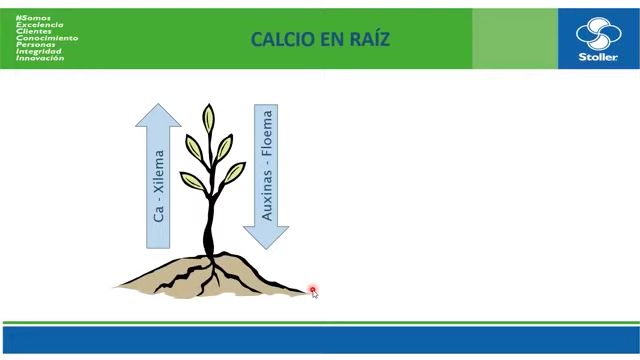 #Somos
Excelencia
Clientes
Conocimiento
Personas
Integridad
Innovación
CALCIO EN RAÍZ
Stoller
Ca - Xilema
Auxinas - Floema